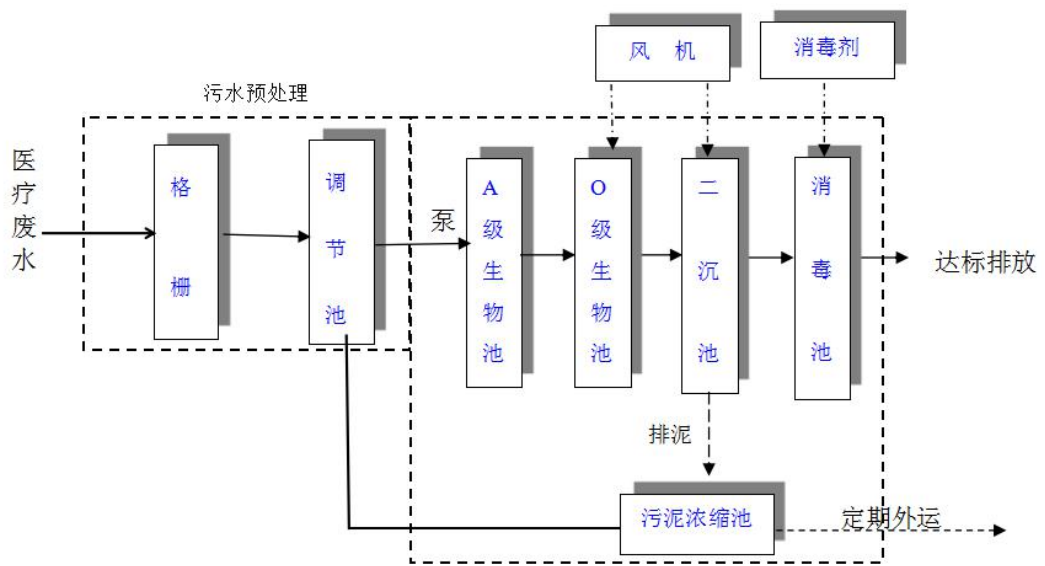 风 机
消毒剂
污水预处理
医疗废水
格栅
调节池
泵
A级生物池
O级生物池
二沉池
消毒池
达标排放
排泥
污泥浓缩池
定期外运